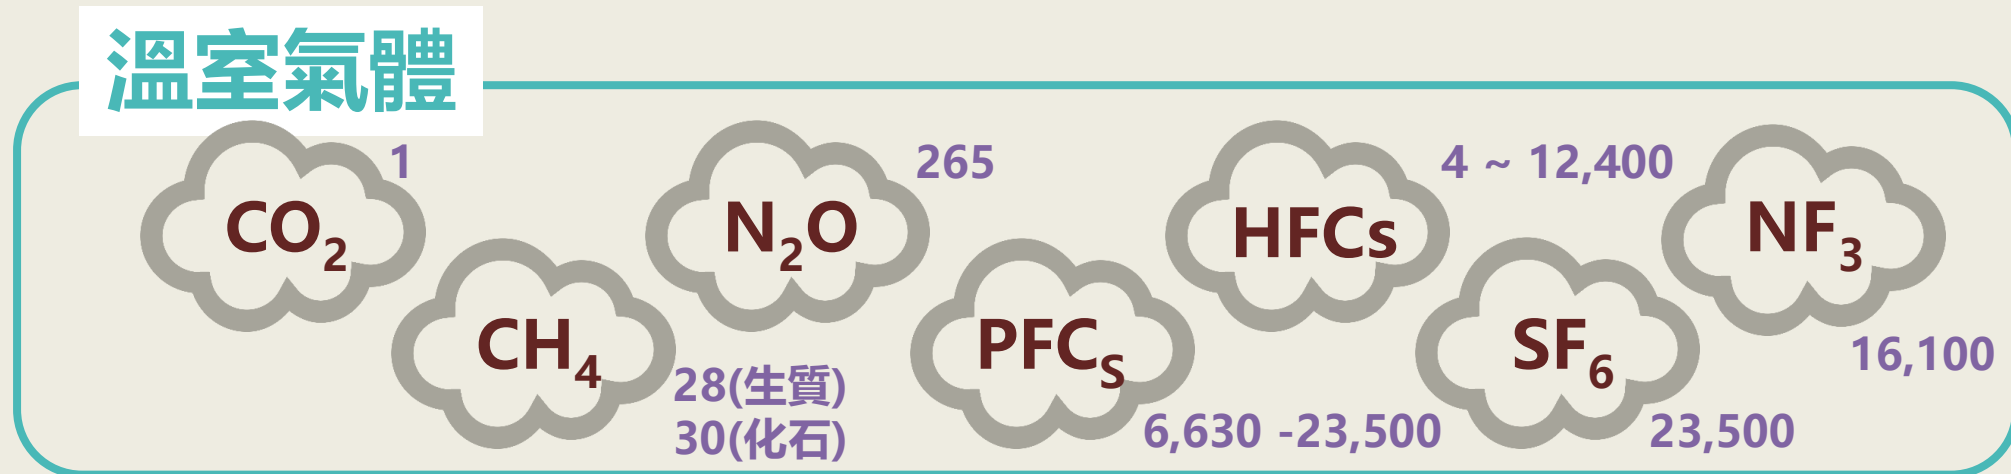 溫室氣體
CO₂
1
CH₄
28(生質)
30(化石)
N₂O
265
PFCₛ
6,630 -23,500
HFCs
4 ~ 12,400
SF₆
23,500
NF₃
16,100